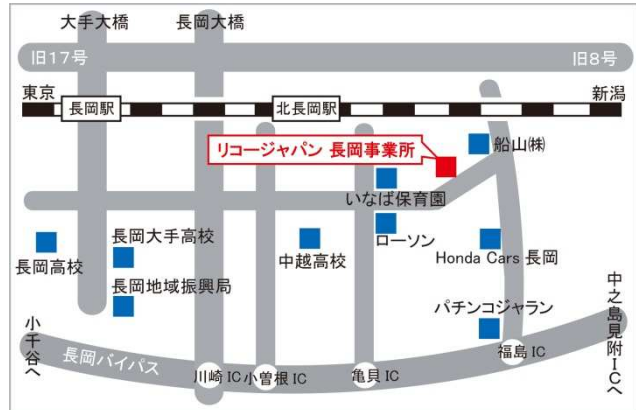 大手大橋
長岡大橋
旧17号
旧8号
東京
新潟
長岡駅
北長岡駅
リコージャパン 長岡事業所
船山㈱
いなば保育園
長岡大手高校
ローソン
長岡高校
中越高校
Honda Cars 長岡
長岡地域振興局
パチンコジャラン
小千谷へ
中之島見附ICへ
長岡バイパス
川崎 IC
小曽根 IC
亀貝 IC
福島 IC